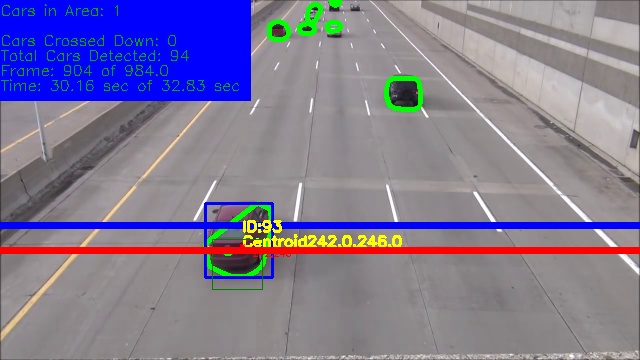 Cars in Area: 1
Cars Crossed Down: 0
Total Cars Detected: 94
Frame: 904 of 984.0
Time: 30.16 sec of 32.83 sec
ID:93
Centroid242.0.246.0